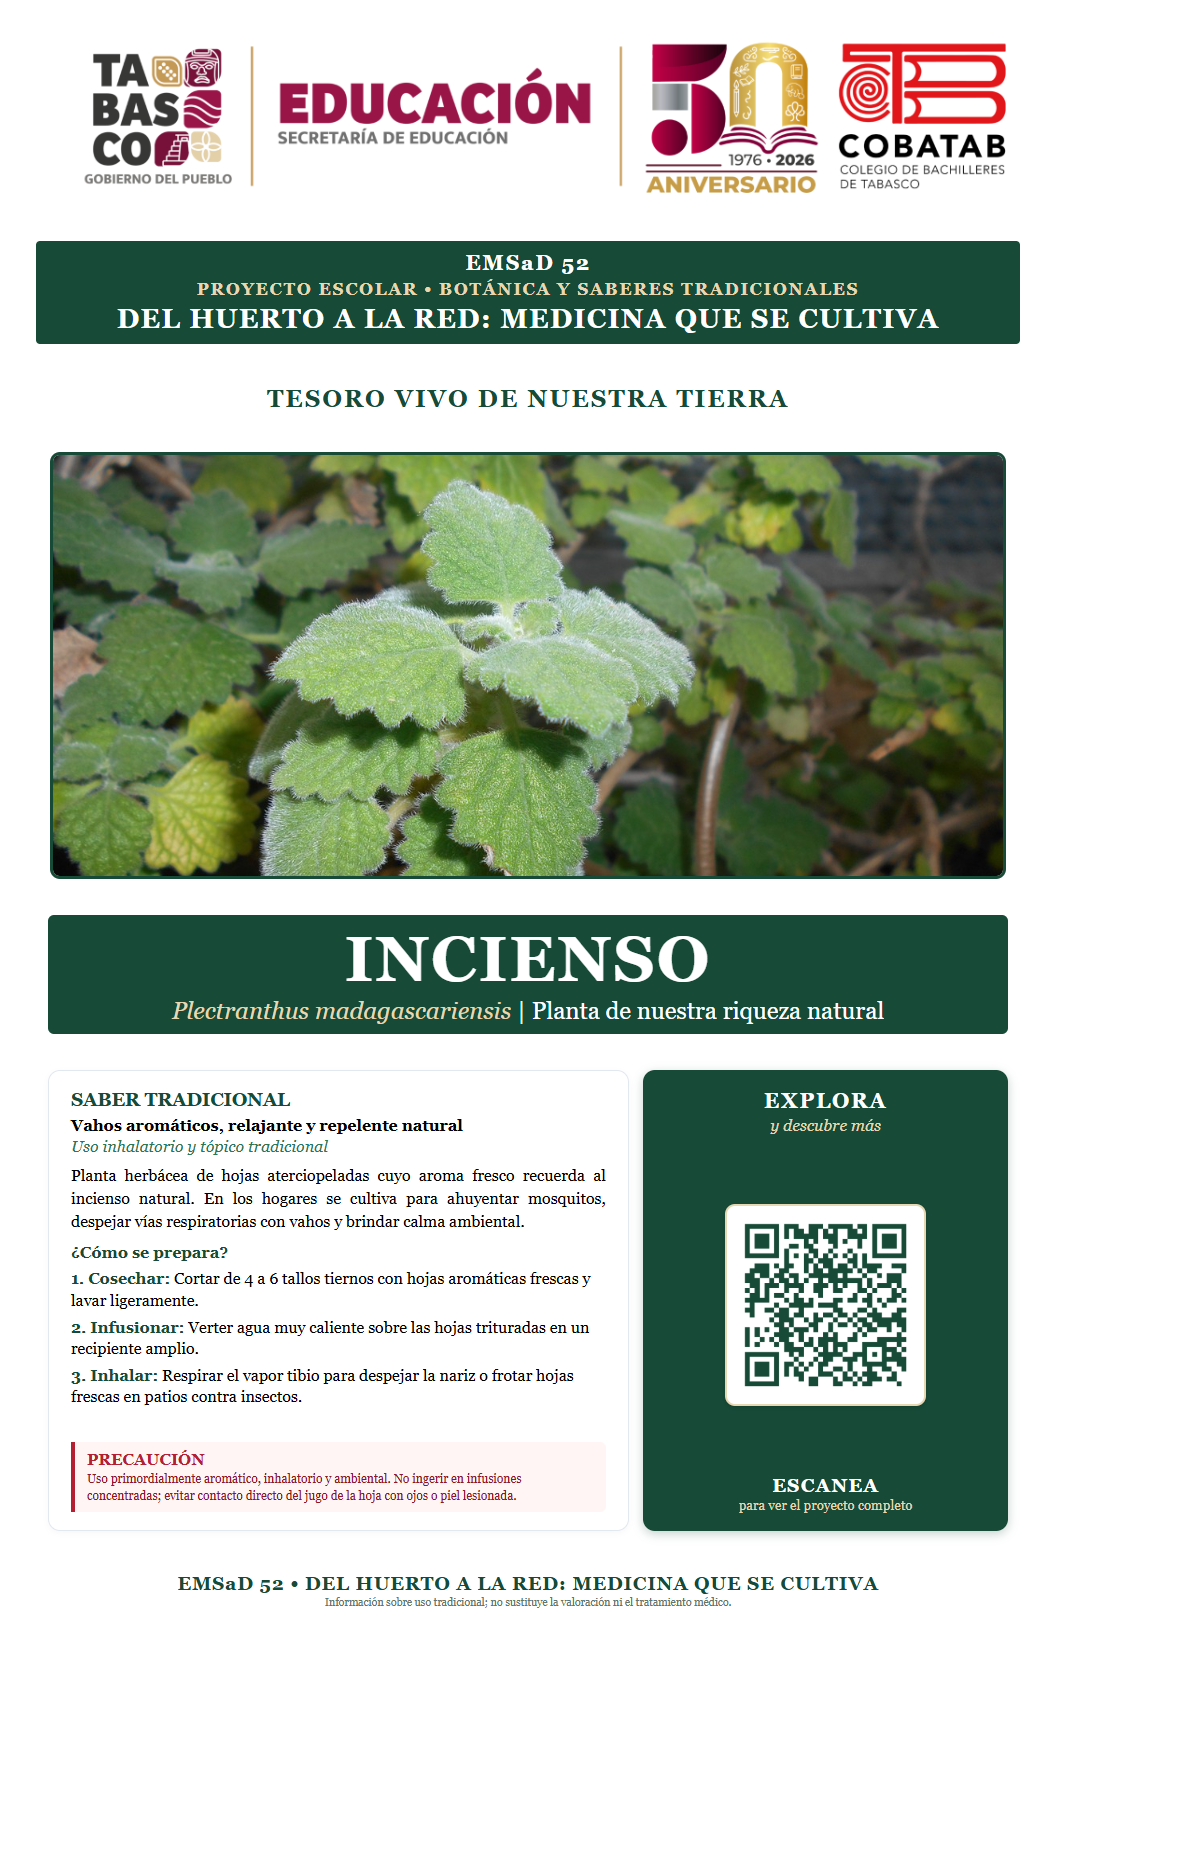 TA
BAS
CO
GOBIERNO DEL PUEBLO
EDUCACIÓN
SECRETARÍA DE EDUCACIÓN
50
1976 • 2026
ANIVERSARIO
COBATAB
COLEGIO DE BACHILLERES
DE TABASCO
EMSaD 52
PROYECTO ESCOLAR • BOTÁNICA Y SABERES TRADICIONALES
DEL HUERTO A LA RED: MEDICINA QUE SE CULTIVA
TESORO VIVO DE NUESTRA TIERRA
INCIENSO
Plectranthus madagascariensis | Planta de nuestra riqueza natural
SABER TRADICIONAL
Vahos aromáticos, relajante y repelente natural
Uso inhalatorio y tópico tradicional
Planta herbácea de hojas aterciopeladas cuyo aroma fresco recuerda al
incienso natural. En los hogares se cultiva para ahuyentar mosquitos,
despejar vías respiratorias con vahos y brindar calma ambiental.
¿Cómo se prepara?
1. Cosechar: Cortar de 4 a 6 tallos tiernos con hojas aromáticas frescas y
lavar ligeramente.
2. Infusionar: Verter agua muy caliente sobre las hojas trituradas en un
recipiente amplio.
3. Inhalar: Respirar el vapor tibio para despejar la nariz o frotar hojas
frescas en patios contra insectos.
PRECAUCIÓN
Uso primordialmente aromático, inhalatorio y ambiental. No ingerir en infusiones
concentradas; evitar contacto directo del jugo de la hoja con ojos o piel lesionada.
EXPLORA
y descubre más
ESCANEA
para ver el proyecto completo
EMSaD 52 • DEL HUERTO A LA RED: MEDICINA QUE SE CULTIVA
Información sobre uso tradicional; no sustituye la valoración ni el tratamiento médico.